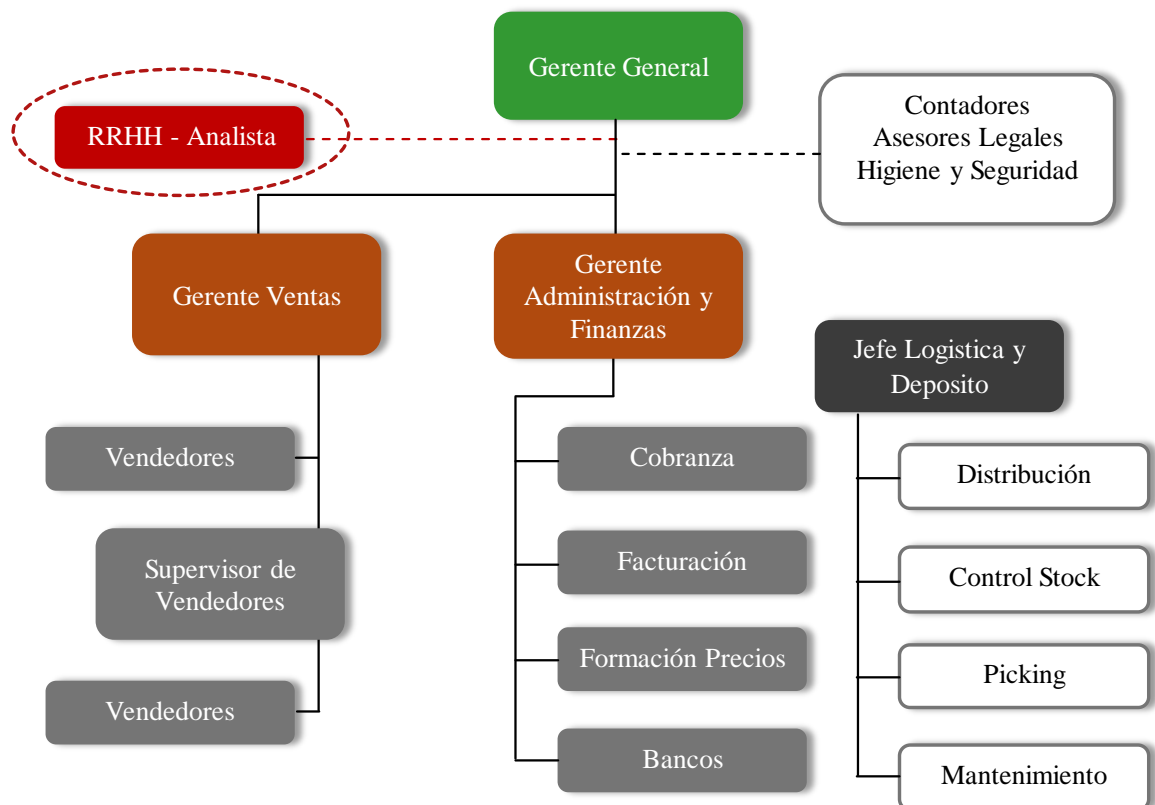 Gerente General
RRHH - Analista
Contadores
Asesores Legales
Higiene y Seguridad
Gerente Ventas
Gerente
Administración y
Finanzas
Jefe Logistica y
Deposito
Vendedores
Supervisor de
Vendedores
Vendedores
Cobranza
Facturación
Formación Precios
Bancos
Distribución
Control Stock
Picking
Mantenimiento